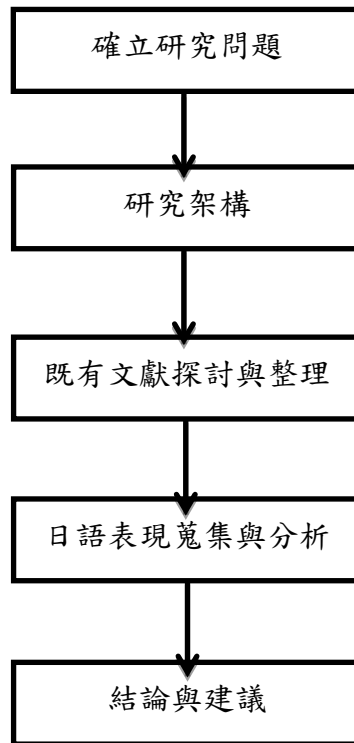 確立研究問題
研究架構
既有文獻探討與整理
日語表現蒐集與分析
結論與建議